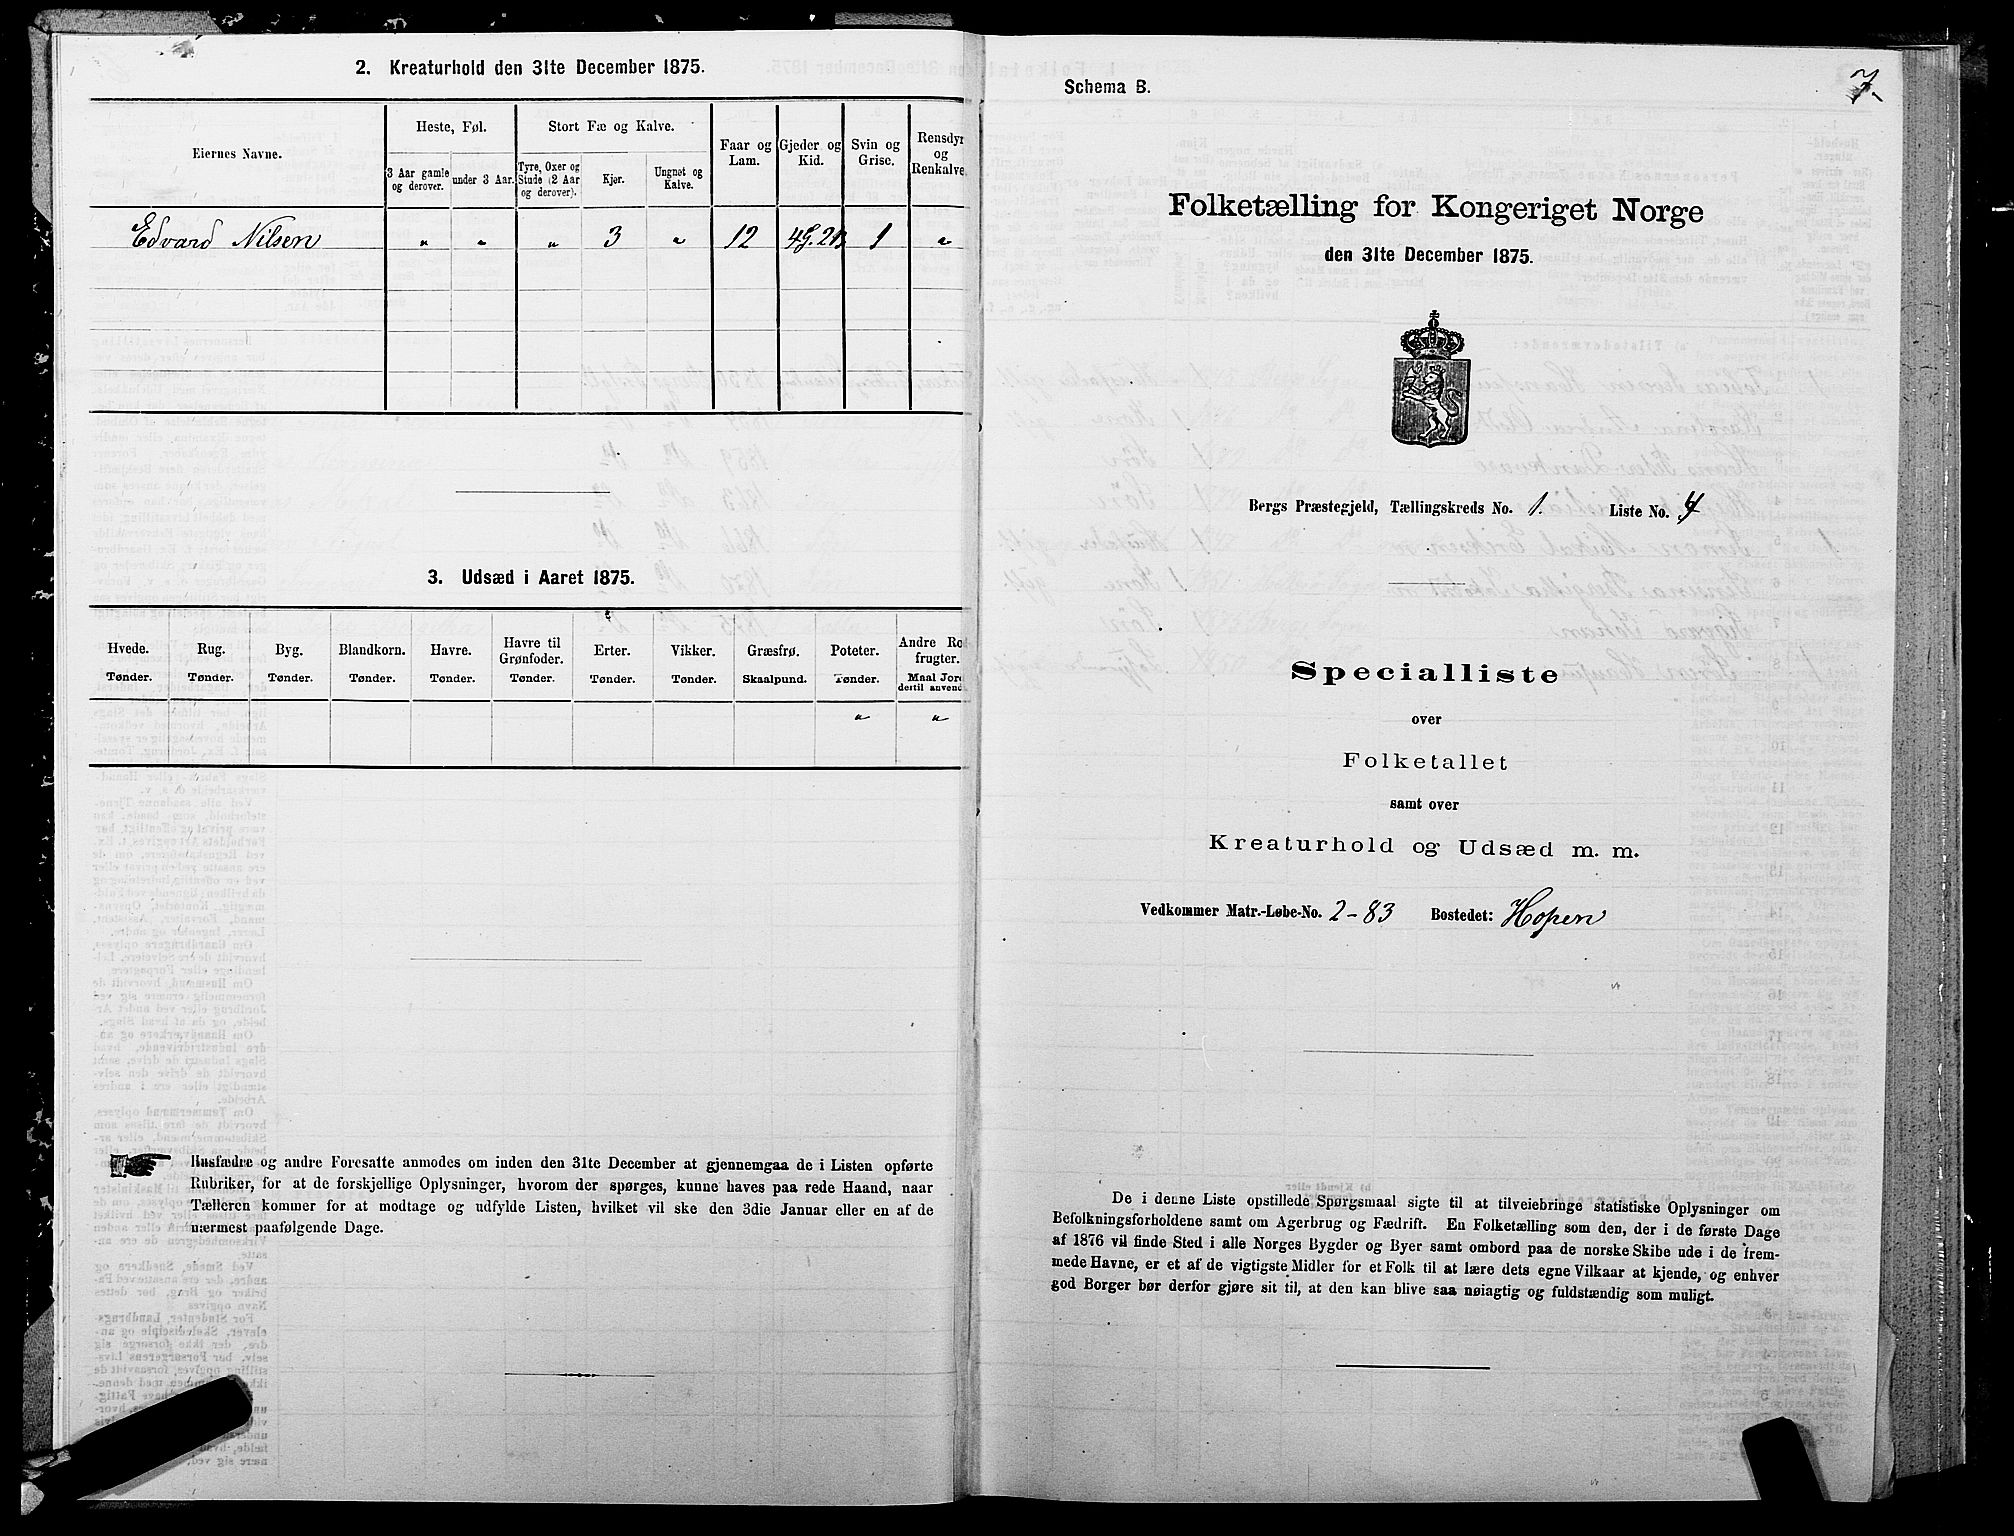 2. Kreaturhold den 31te December 1875.
Eiernes Navne.
Heste, Føl.
Stort Fæ og Kalve.
Faar og Lam.
Gjeder og Kid.
Svin og Grise.
Rensdyr og Renkalve.
3 Aar gamle og derover.
under 3 Aar.
Tyre, Oxer og Stude (2 Aar og derover).
Kjør.
Ungnøt og Kalve.
Edvard Nilsen „ „ „ 3 „ 12 4G. 2B. 1 „
3. Udsæd i Aaret 1875.
Hvede. Tønder.
Rug. Tønder.
Byg. Tønder.
Blandkorn. Tønder.
Havre. Tønder.
Havre til Grønfoder. Tønder.
Erter. Tønder.
Vikker. Tønder.
Græsfrø. Skaalpund.
Poteter. Tønder.
Andre Rod frugter. Maal Jord dertil anvend
„ „
Husfædre og andre Foresatte anmodes om inden den 31te December at gjennemgaa de i Listen opførte
Rubriker, for at de forskjellige Oplysninger, hvorom der spørges, kunne haves paa rede Haand, naar
Tælleren kommer for at modtage og udfylde Listen, hvilket vil ske den 3die Januar eller en af de
nærmest paafølgende Dage.
Schema B.
7.
Folketælling for Kongeriget Norge
den 31te December 1875.
Bergs Præstegjeld, Tællingskreds No. 1. Liste No. 4
Specialliste
over
Folketallet
samt over
Kreaturhold og Udsæd m. m.
Vedkommer Matr.-Løbe-No. 2-83 Bostedet: Hopen
De i denne Liste opstillede Spørgsmaal sigte til at tilveiebringe statistiske Oplysninger om
Befolkningsforholdene samt om Agerbrug og Fædrift. En Folketælling som den, der i de første Dage
af 1876 vil finde Sted i alle Norges Bygder og Byer samt ombord paa de norske Skibe ude i de frem-
mede Havne, er et af de vigtigste Midler for et Folk til at lære dets egne Vilkaar at kjende, og enhver
god Borger bør derfor gjøre sit til, at den kan blive saa nøiagtig og fuldstændig som muligt.